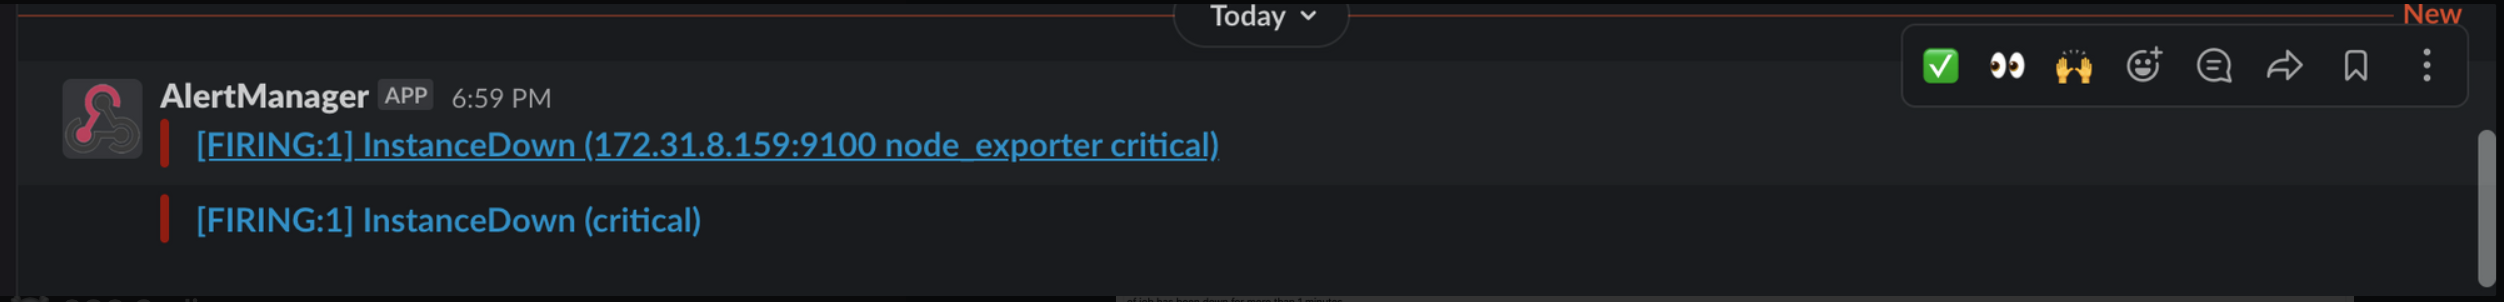 Today
New
AlertManager APP 6:59 PM
[FIRING:1] InstanceDown (172.31.8.159:9100 node_exporter critical)
[FIRING:1] InstanceDown (critical)